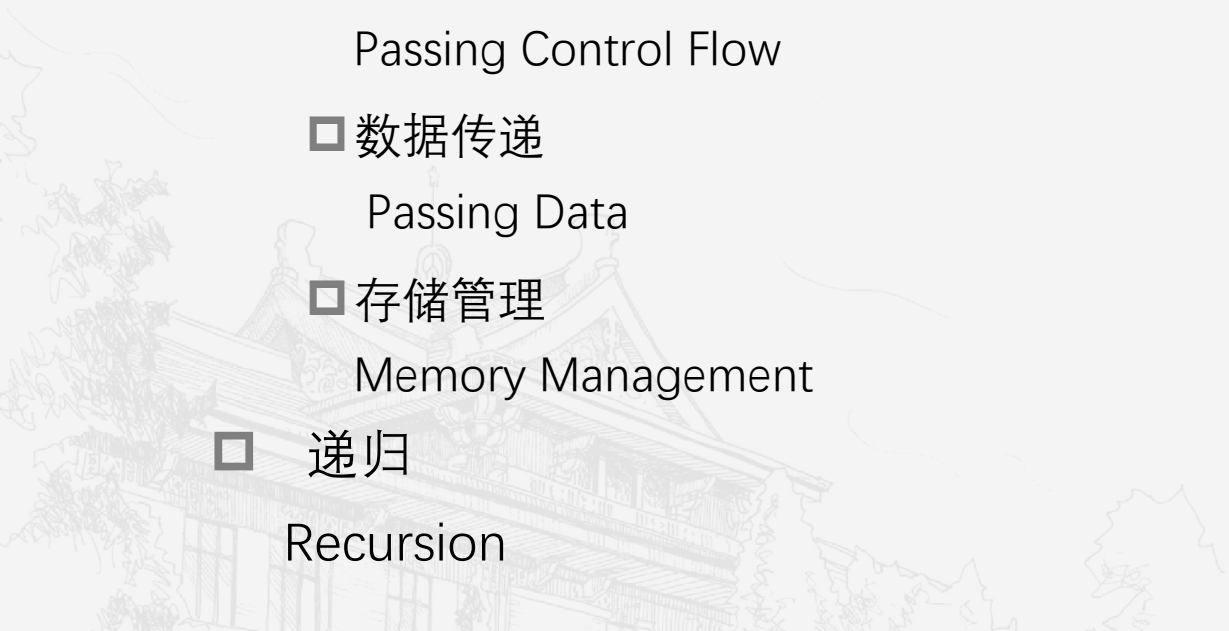 Passing Control Flow
数据传递
Passing Data
存储管理
Memory Management
递归
Recursion